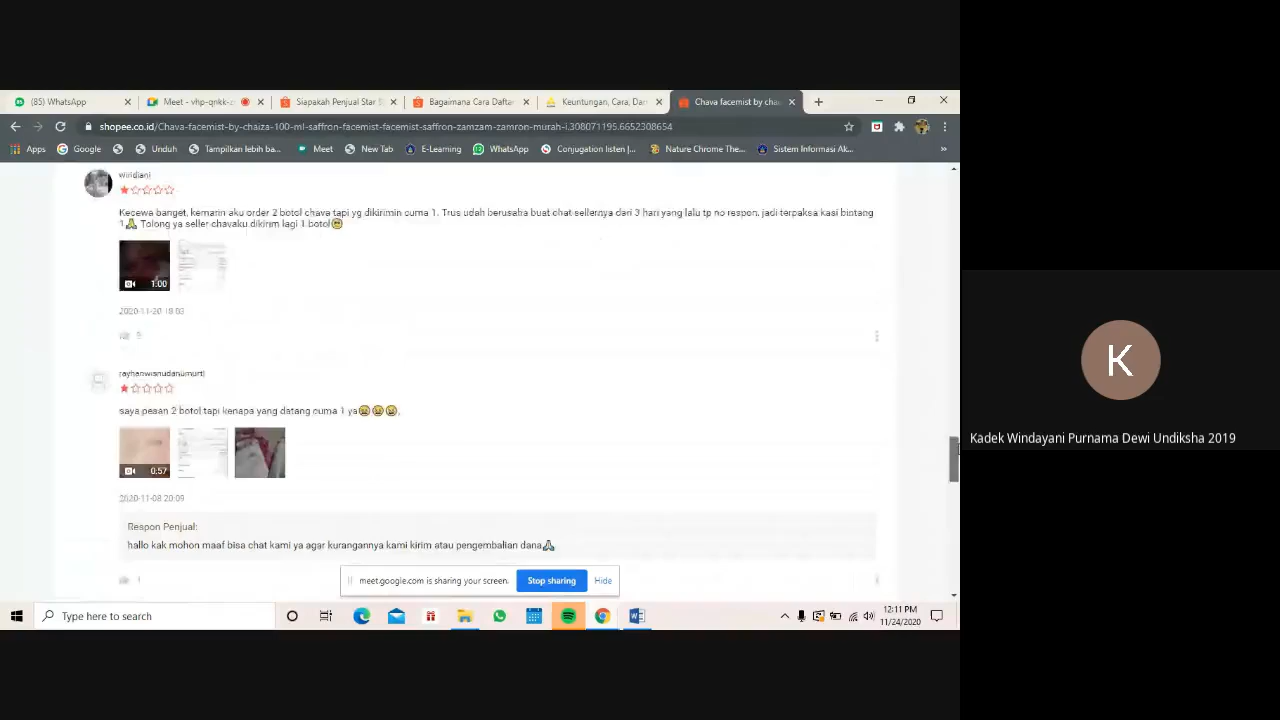 (85) WhatsApp
Meet - vhp-qnkk-z
Siapakah Penjual Star S
Bagaimana Cara Daftar
Keuntungan, Cara, Dan
Chava facemist by chai
shopee.co.id/Chava-facemist-by-chaiza-100-ml-saffron-facemist-facemist-saffron-zamzam-zamron-murah-i.308071195.6652308654
Apps
Google
Unduh
Tampilkan lebih ba...
Meet
New Tab
E-Learning
WhatsApp
Conjugation listen |...
Nature Chrome The...
Sistem Informasi Ak...
»
Kecewa banget, kemarin aku order 2 botol chava tapi yg dikirimin cuma 1. Trus udah berusaha buat chat sellernya dari 3 hari yang lalu tp no respon. jadi terpaksa kasi bintang
1🙏 Tolong ya seller chavaku dikirim lagi 1 botol
1:00
2020-11-20 18:03
rayhanwisnudanumurti
saya pesan 2 botol tapi kenapa yang datang cuma 1 ya
0:57
2020-11-08 20:09
Respon Penjual:
hallo kak mohon maaf bisa chat kami ya agar kurangannya kami kirim atau pengembalian dana🙏
1
meet.google.com is sharing your screen.
Stop sharing
Hide
Type here to search
12:11 PM
11/24/2020
K
Kadek Windayani Purnama Dewi Undiksha 2019